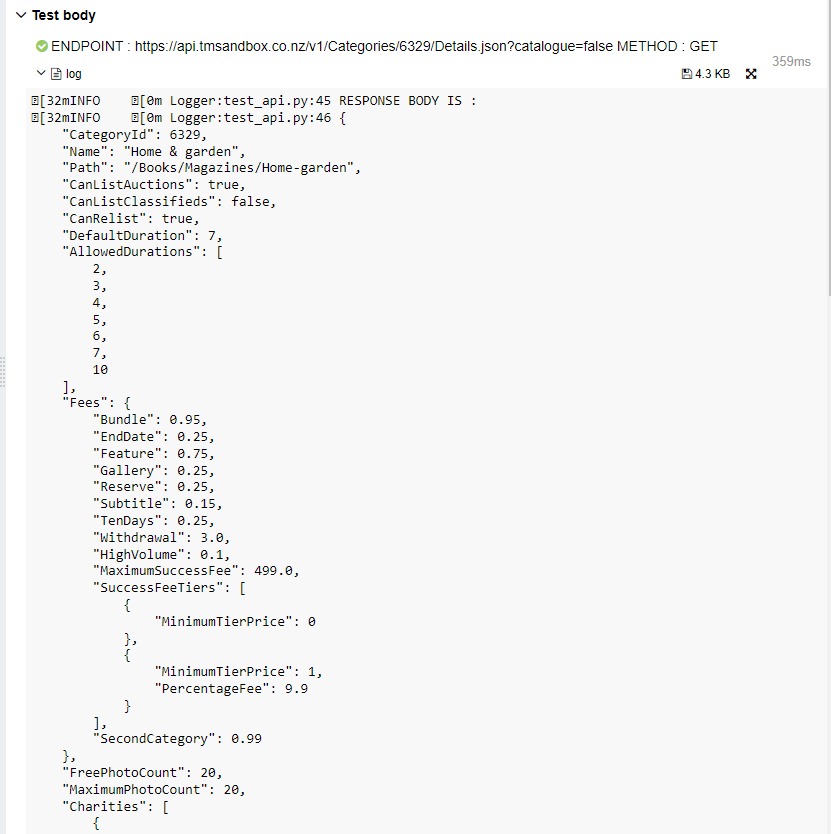 Test body
ENDPOINT : https://api.tmsandbox.co.nz/v1/Categories/6329/Details.json?catalogue=false METHOD : GET
359ms
log 4.3 KB
[32mINFO [0m Logger:test_api.py:45 RESPONSE BODY IS :
[32mINFO [0m Logger:test_api.py:46 {
"CategoryId": 6329,
"Name": "Home & garden",
"Path": "/Books/Magazines/Home-garden",
"CanListAuctions": true,
"CanListClassifieds": false,
"CanRelist": true,
"DefaultDuration": 7,
"AllowedDurations": [
2,
3,
4,
5,
6,
7,
10
],
"Fees": {
"Bundle": 0.95,
"EndDate": 0.25,
"Feature": 0.75,
"Gallery": 0.25,
"Reserve": 0.25,
"Subtitle": 0.15,
"TenDays": 0.25,
"Withdrawal": 3.0,
"HighVolume": 0.1,
"MaximumSuccessFee": 499.0,
"SuccessFeeTiers": [
{
"MinimumTierPrice": 0
},
{
"MinimumTierPrice": 1,
"PercentageFee": 9.9
}
],
"SecondCategory": 0.99
},
"FreePhotoCount": 20,
"MaximumPhotoCount": 20,
"Charities": [
{